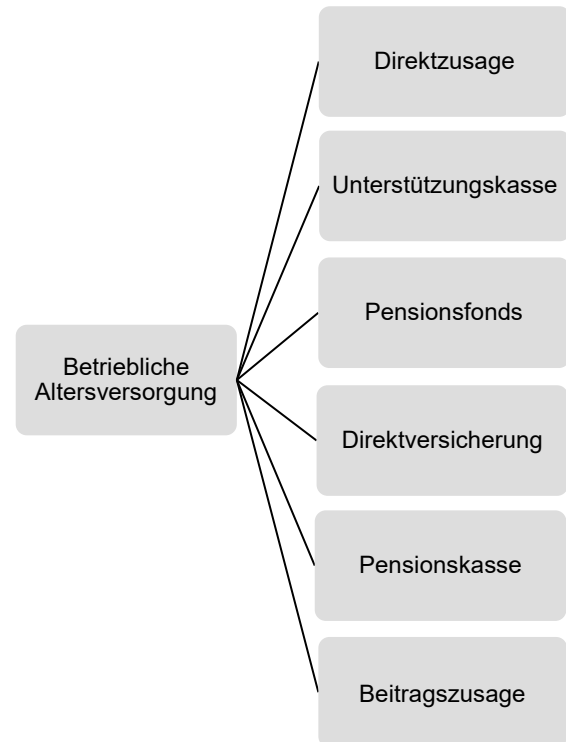 Direktzusage
Unterstützungskasse
Pensionsfonds
Betriebliche
Altersversorgung
Direktversicherung
Pensionskasse
Beitragszusage